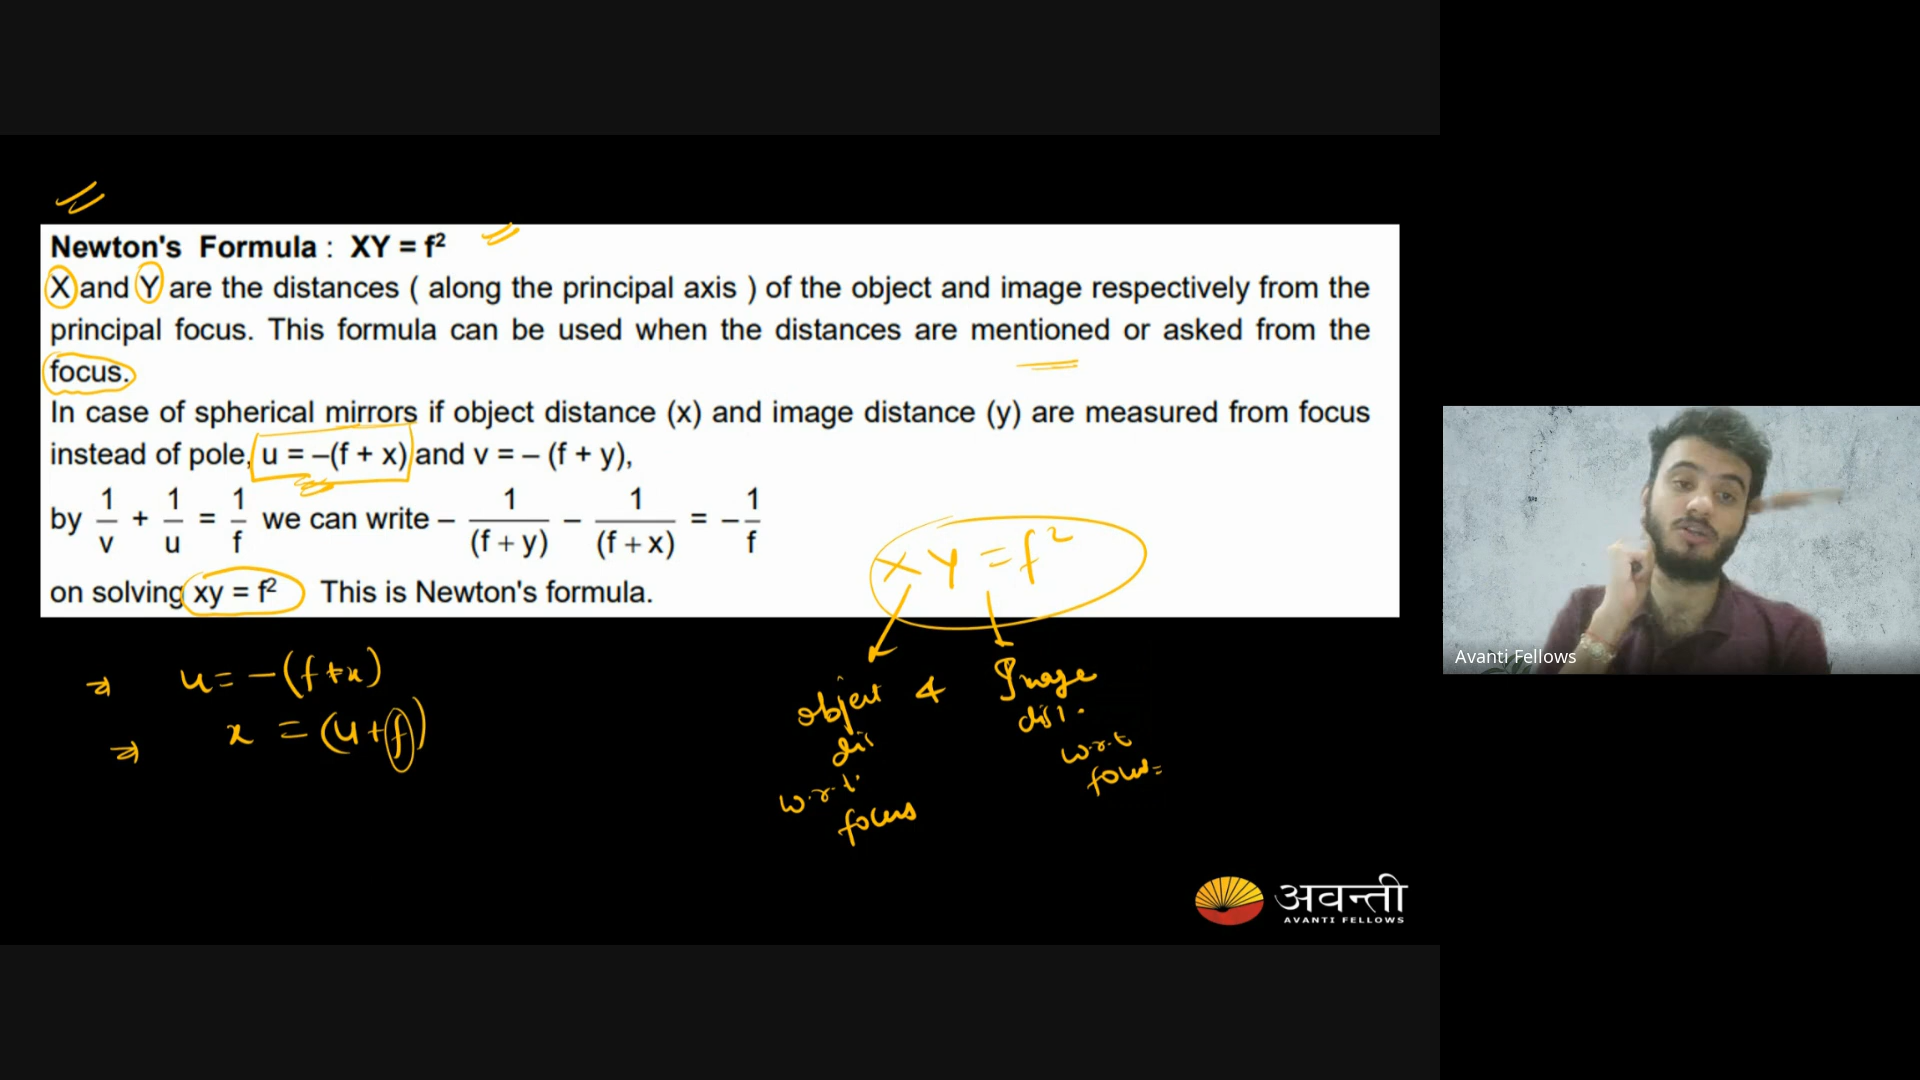 Newton's Formula : XY = f²
X and Y are the distances ( along the principal axis ) of the object and image respectively from the
principal focus. This formula can be used when the distances are mentioned or asked from the
focus.
In case of spherical mirrors if object distance (x) and image distance (y) are measured from focus
instead of pole, u = –(f + x) and v = – (f + y),
by 1/v + 1/u = 1/f we can write – 1/(f + y) – 1/(f + x) = – 1/f
on solving xy = f² This is Newton's formula.
XY = f²
⇒ u = –(f+x)
⇒ x = (u+f)
object & Image
dis dist.
w.r.t. w.r.t
focus focus
Avanti Fellows
अवन्ती
AVANTI FELLOWS